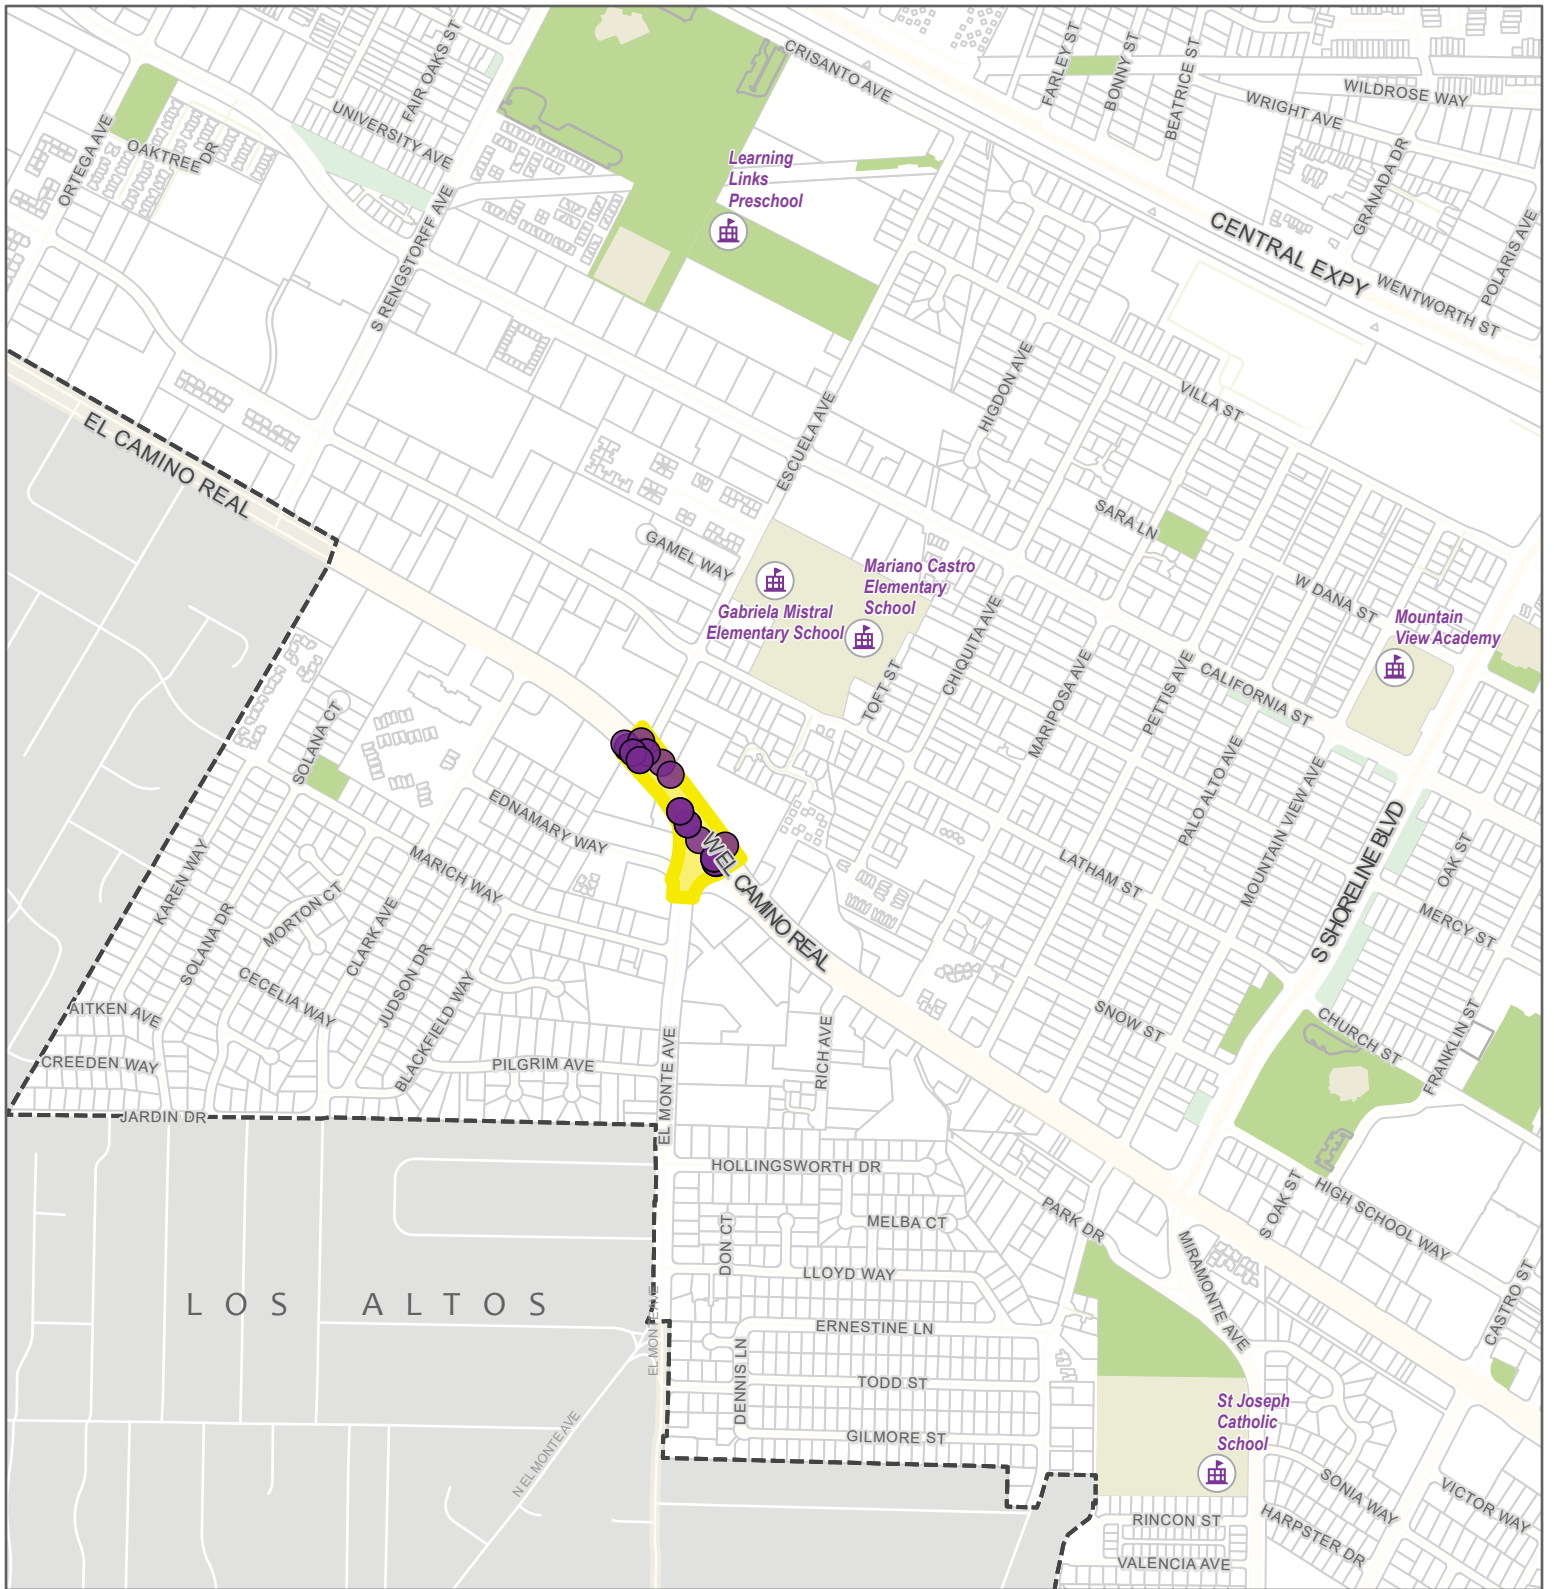 CRISANTO AVE
FARLEY ST
BONNY ST
BEATRICE ST
WILDROSE WAY
WRIGHT AVE
FAIR OAKS ST
UNIVERSITY AVE
ORTEGA AVE
OAKTREE DR
Learning
Links
Preschool
GRANADA DR
POLARIS AVE
CENTRAL EXPY
WENTWORTH ST
S RENGSTORFF AVE
EL CAMINO REAL
ESCUELA AVE
HIGDON AVE
VILLA ST
SARA LN
GAMEL WAY
Mariano Castro
Elementary
School
Gabriela Mistral
Elementary School
W DANA ST
Mountain
View Academy
CHIQUITA AVE
TOFT ST
MARIPOSA AVE
PETTIS AVE
CALIFORNIA ST
SOLANA CT
PALO ALTO AVE
MOUNTAIN VIEW AVE
EDNAMARY WAY
W EL CAMINO REAL
S SHORELINE BLVD
OAK ST
MERCY ST
LATHAM ST
MARICH WAY
KAREN WAY
SOLANA DR
MORTON CT
CLARK AVE
JUDSON DR
CECELIA WAY
BLACKFIELD WAY
AITKEN AVE
CREEDEN WAY
JARDIN DR
PILGRIM AVE
EL MONTE AVE
RICH AVE
SNOW ST
CHURCH ST
FRANKLIN ST
HOLLINGSWORTH DR
MELBA CT
DON CT
LLOYD WAY
PARK DR
S OAK ST
HIGH SCHOOL WAY
MIRAMONTE AVE
CASTRO ST
LOS ALTOS
EL MONTE AVE
ERNESTINE LN
DENNIS LN
TODD ST
GILMORE ST
N EL MONTE AVE
St Joseph
Catholic
School
SONIA WAY
VICTOR WAY
HARPSTER DR
RINCON ST
VALENCIA AVE